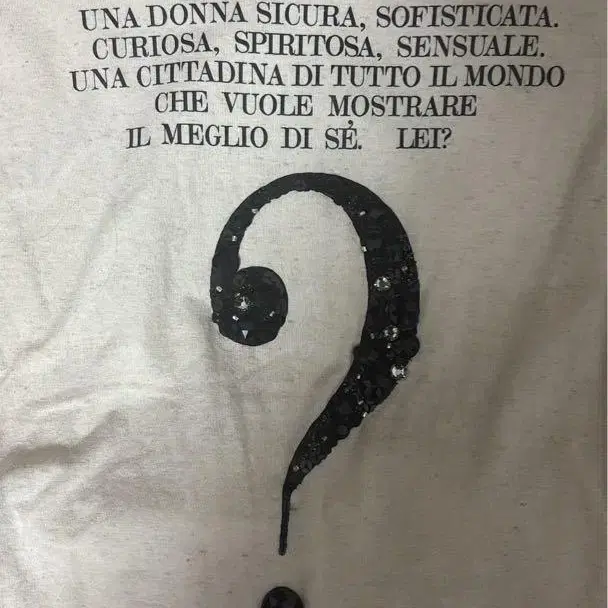 UNA DONNA SICURA, SOFISTICATA.
CURIOSA, SPIRITOSA, SENSUALE.
UNA CITTADINA DI TUTTO IL MONDO
CHE VUOLE MOSTRARE
IL MEGLIO DI SÈ. LEI?
?